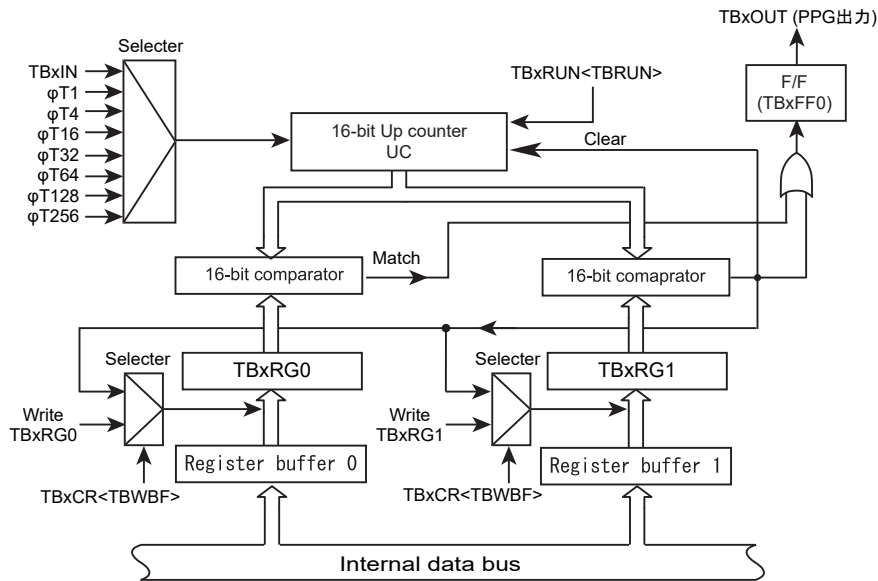 TBxOUT (PPG出力)
Selecter
TBxIN
φT1
φT4
φT16
φT32
φT64
φT128
φT256
TBxRUN<TBRUN>
F/F
(TBxFF0)
16-bit Up counter
UC
Clear
16-bit comparator
Match
16-bit comaprator
Selecter
TBxRG0
Selecter
TBxRG1
Write
TBxRG0
Write
TBxRG1
Register buffer 0
Register buffer 1
TBxCR<TBWBF>
TBxCR<TBWBF>
Internal data bus